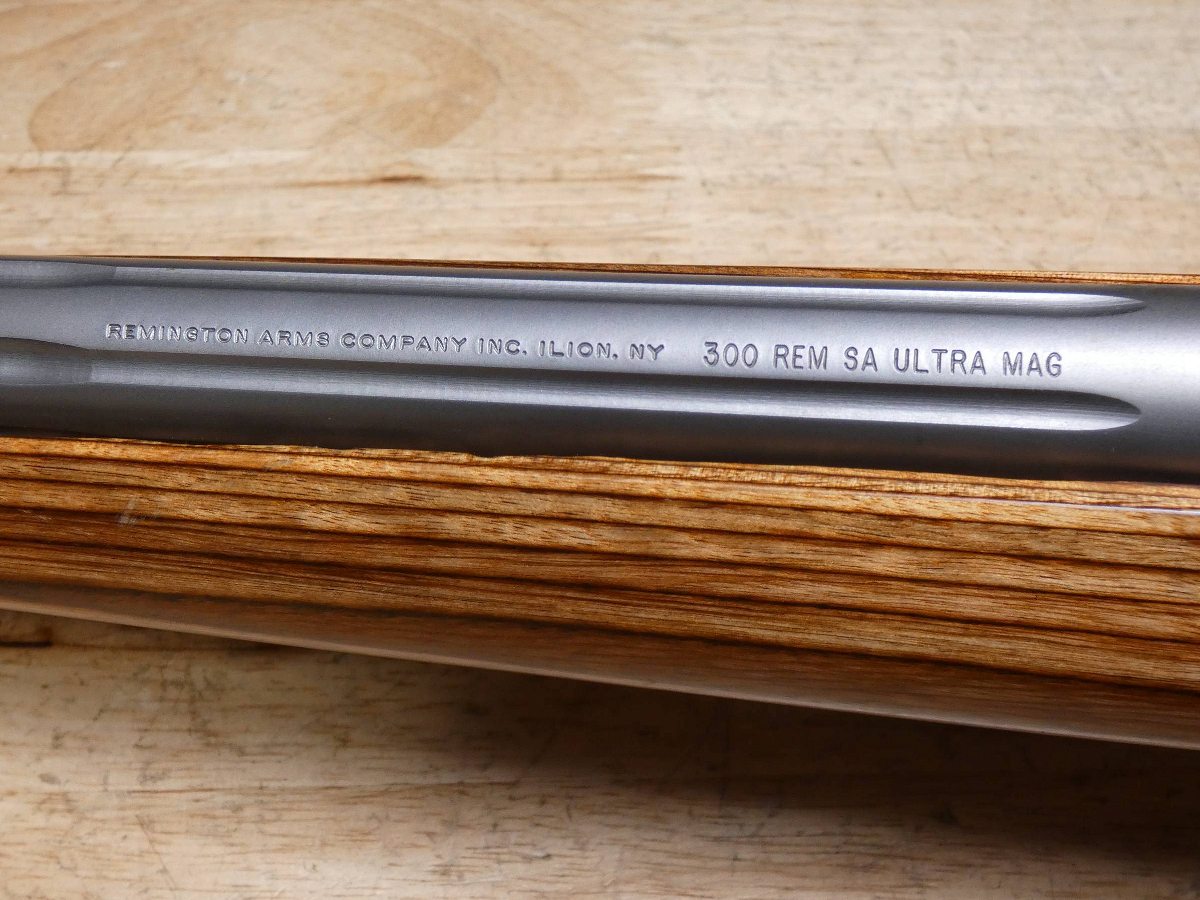 REMINGTON ARMS COMPANY INC. ILION, NY 300 REM SA ULTRA MAG